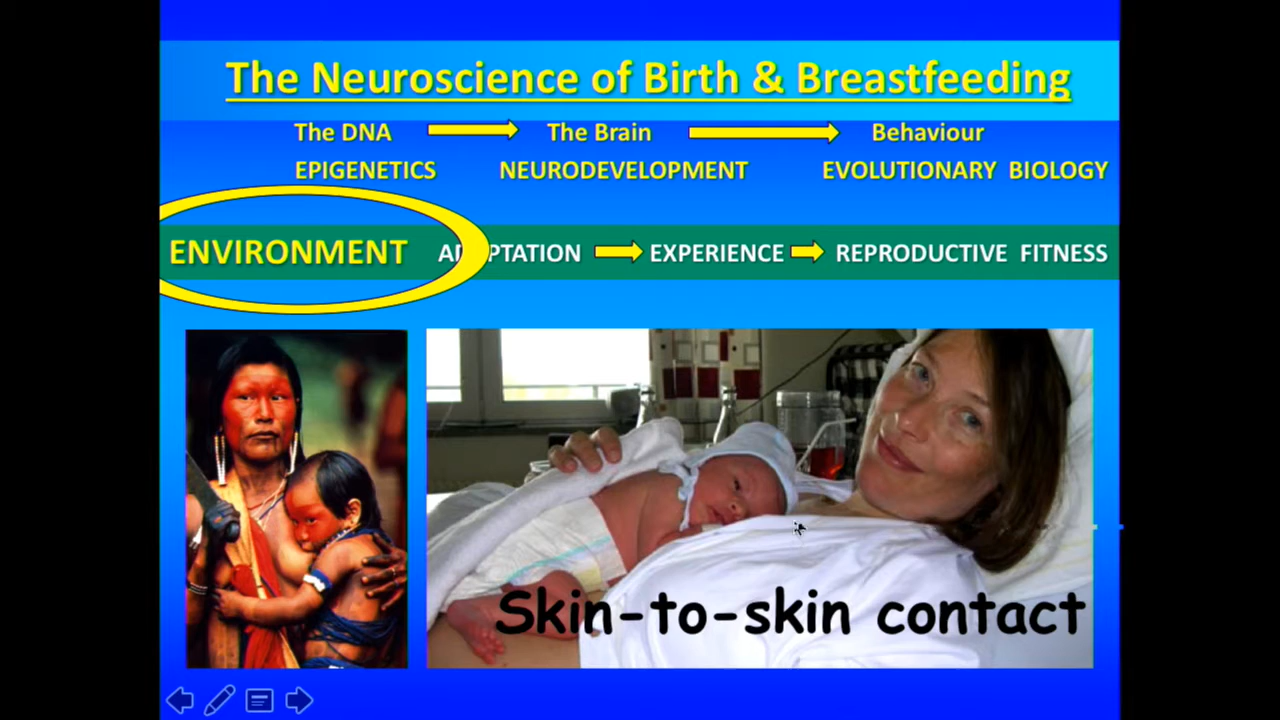 The Neuroscience of Birth & Breastfeeding
The DNA The Brain Behaviour
EPIGENETICS NEURODEVELOPMENT EVOLUTIONARY BIOLOGY
ENVIRONMENT ADAPTATION EXPERIENCE REPRODUCTIVE FITNESS
Skin-to-skin contact